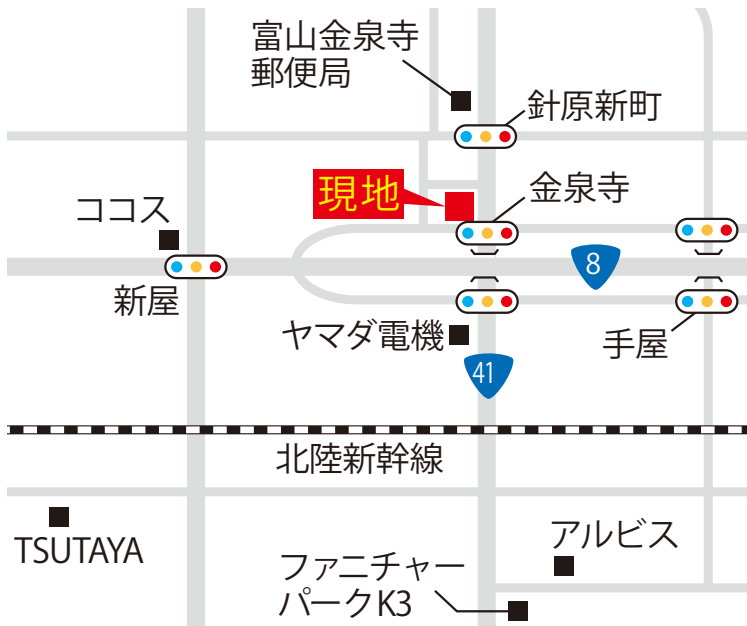 富山金泉寺
郵便局
針原新町
現地
金泉寺
ココス
8
新屋
ヤマダ電機
手屋
41
北陸新幹線
TSUTAYA
アルビス
ファニチャー
パークK3